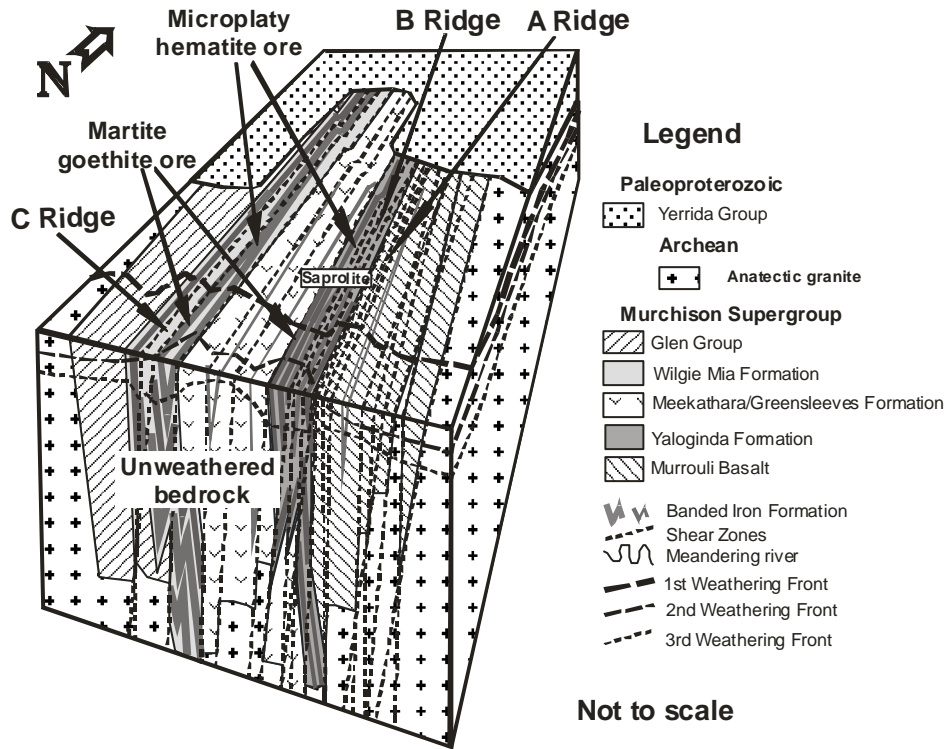 Microplaty
hematite ore
B Ridge
A Ridge
N
Martite
goethite ore
C Ridge
Saprolite
Unweathered
bedrock
Legend
Paleoproterozoic
Yerrida Group
Archean
Anatectic granite
Murchison Supergroup
Glen Group
Wilgie Mia Formation
Meekathara/Greensleeves Formation
Yaloginda Formation
Murrouli Basalt
Banded Iron Formation
Shear Zones
Meandering river
1st Weathering Front
2nd Weathering Front
3rd Weathering Front
Not to scale